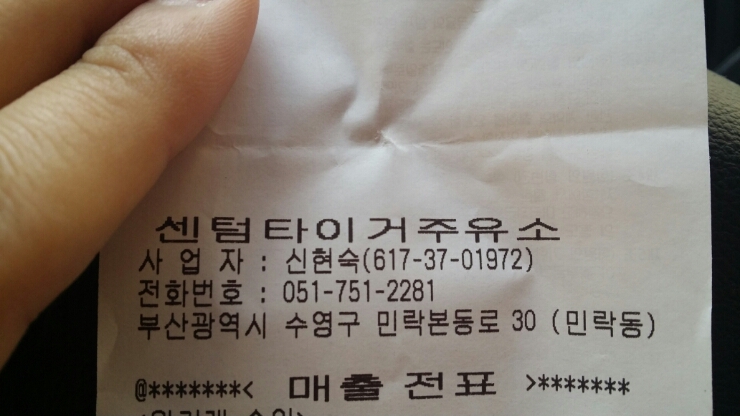 센텀타이거주유소
사 업 자 : 신현숙(617-37-01972)
전화번호 : 051-751-2281
부산광역시 수영구 민락본동로 30 (민락동)
@*******< 매출전표 >*******